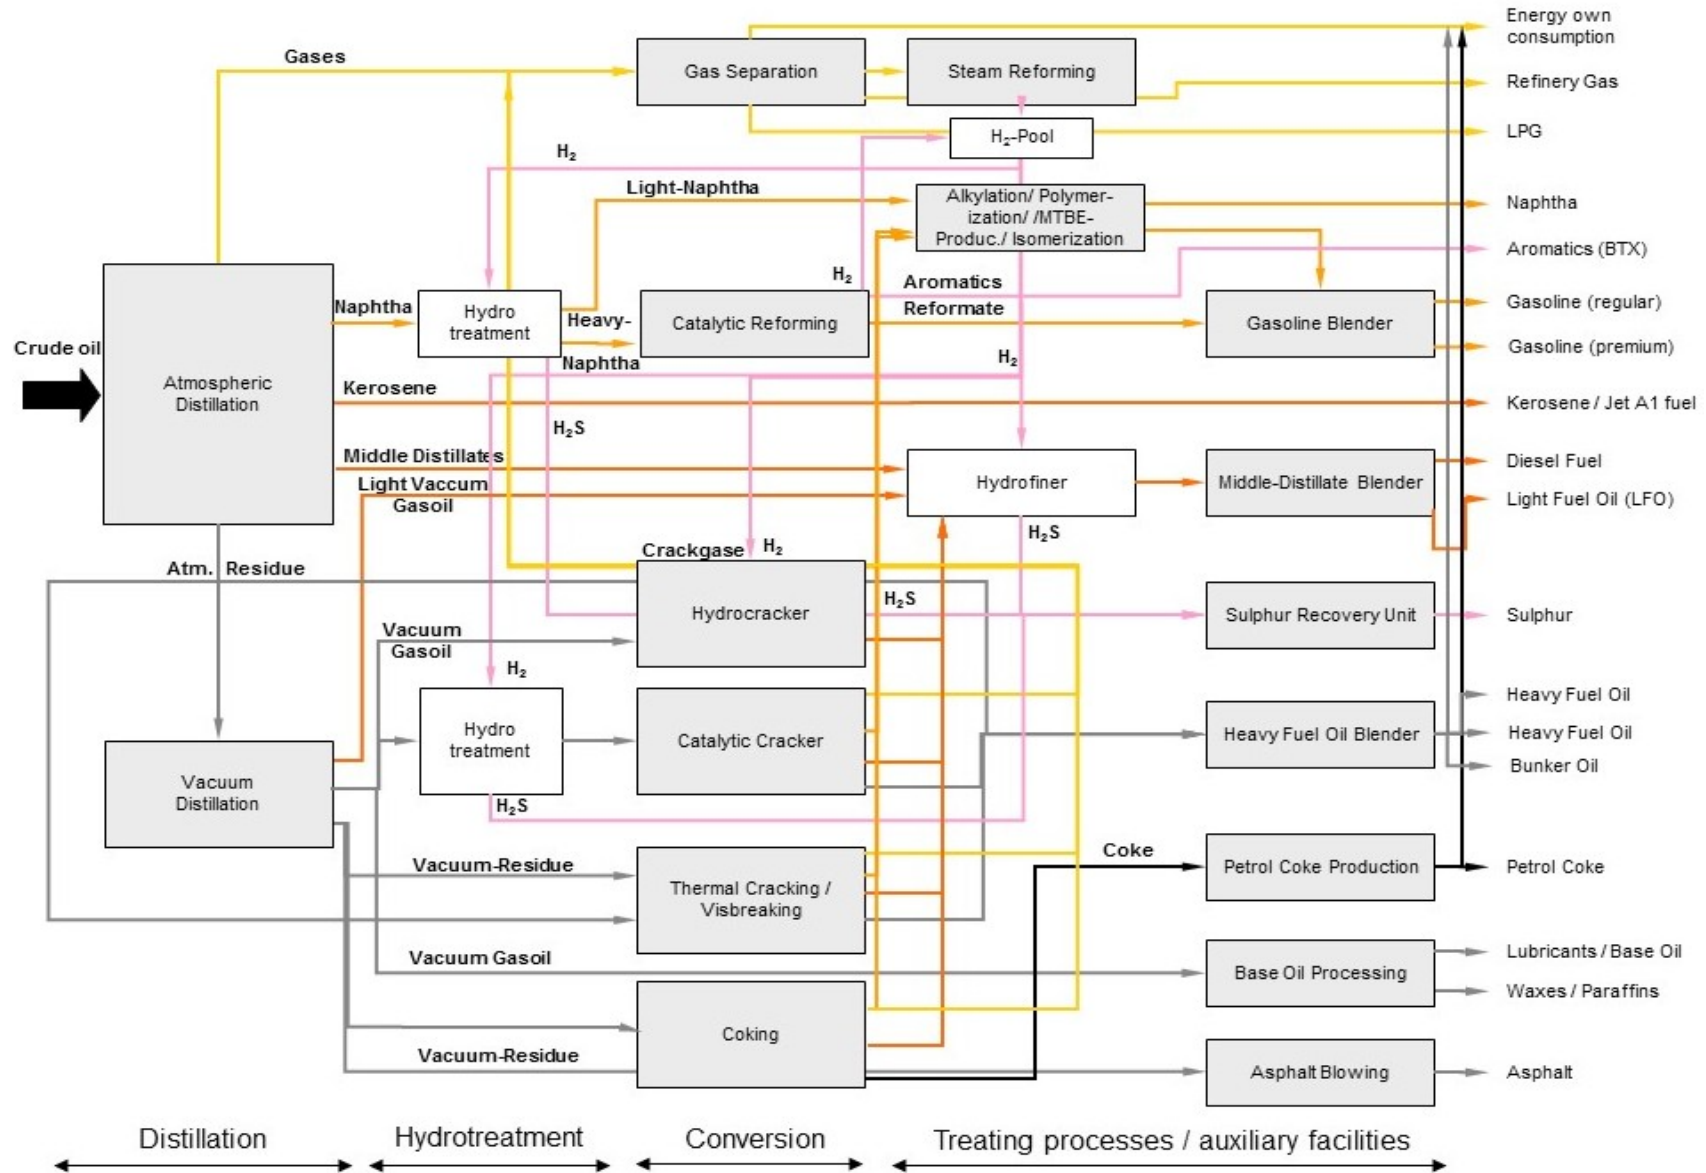 Energy own
consumption
Gases
Gas Separation
Steam Reforming
Refinery Gas
H₂-Pool
LPG
H₂
Light-Naphtha
Alkylation/ Polymer-
ization/ /MTBE-
Produc./ Isomerization
Naphtha
Aromatics (BTX)
H₂
Aromatics
Naphtha
Hydro
treatment
Heavy-
Naphtha
Catalytic Reforming
Reformate
Gasoline Blender
Gasoline (regular)
Gasoline (premium)
Crude oil
Atmospheric
Distillation
H₂
Kerosene
Kerosene / Jet A1 fuel
H₂S
Middle Distillates
Light Vaccum
Gasoil
Hydrofiner
Middle-Distillate Blender
Diesel Fuel
Light Fuel Oil (LFO)
H₂S
Crackgase
H₂
Atm. Residue
Hydrocracker
H₂S
Sulphur Recovery Unit
Sulphur
Vacuum
Gasoil
H₂
Hydro
treatment
Catalytic Cracker
Heavy Fuel Oil Blender
Heavy Fuel Oil
Heavy Fuel Oil
Bunker Oil
Vacuum
Distillation
H₂S
Vacuum-Residue
Thermal Cracking /
Visbreaking
Coke
Petrol Coke Production
Petrol Coke
Vacuum Gasoil
Base Oil Processing
Lubricants / Base Oil
Waxes / Paraffins
Coking
Vacuum-Residue
Asphalt Blowing
Asphalt
Distillation
Hydrotreatment
Conversion
Treating processes / auxiliary facilities